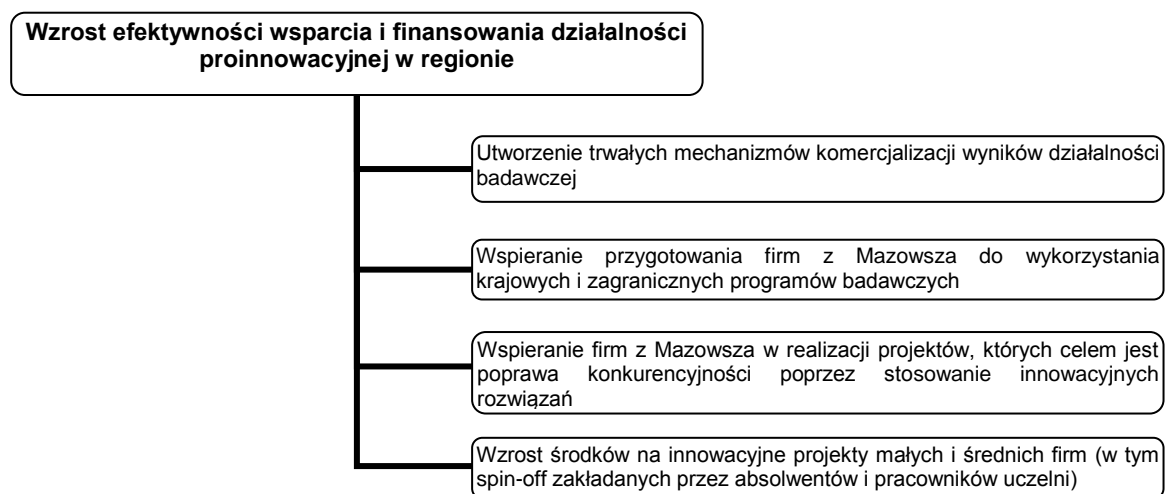 Wzrost efektywności wsparcia i finansowania działalności
proinnowacyjnej w regionie
Utworzenie trwałych mechanizmów komercjalizacji wyników działalności
badawczej
Wspieranie przygotowania firm z Mazowsza do wykorzystania
krajowych i zagranicznych programów badawczych
Wspieranie firm z Mazowsza w realizacji projektów, których celem jest
poprawa konkurencyjności poprzez stosowanie innowacyjnych
rozwiązań
Wzrost środków na innowacyjne projekty małych i średnich firm (w tym
spin-off zakładanych przez absolwentów i pracowników uczelni)